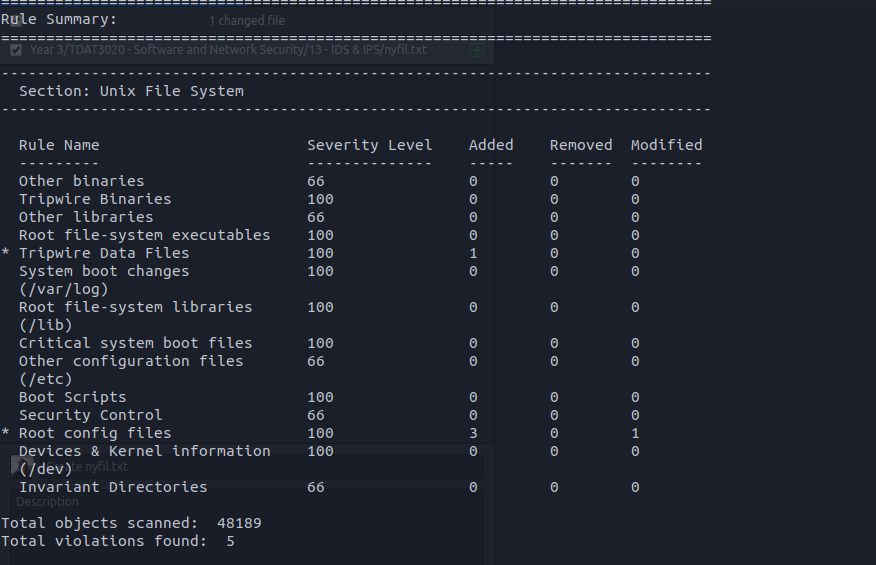 ================================================================================
Rule Summary:
1 changed file
================================================================================
Year 3/TDAT3020 - Software and Network Security/13 - IDS & IPS/nyfil.txt
-------------------------------------------------------------------------------
  Section: Unix File System
-------------------------------------------------------------------------------
  Rule Name                       Severity Level    Added    Removed  Modified
  ---------                       --------------    -----    -------  --------
  Other binaries                  66                0        0        0
  Tripwire Binaries               100               0        0        0
  Other libraries                 66                0        0        0
  Root file-system executables    100               0        0        0
* Tripwire Data Files             100               1        0        0
  System boot changes             100               0        0        0
  (/var/log)
  Root file-system libraries      100               0        0        0
  (/lib)
  Critical system boot files      100               0        0        0
  Other configuration files       66                0        0        0
  (/etc)
  Boot Scripts                    100               0        0        0
  Security Control                66                0        0        0
* Root config files               100               3        0        1
  Devices & Kernel information    100               0        0        0
  (/dev)
nyfil.txt
  Invariant Directories           66                0        0        0
Description
Total objects scanned:  48189
Total violations found:  5